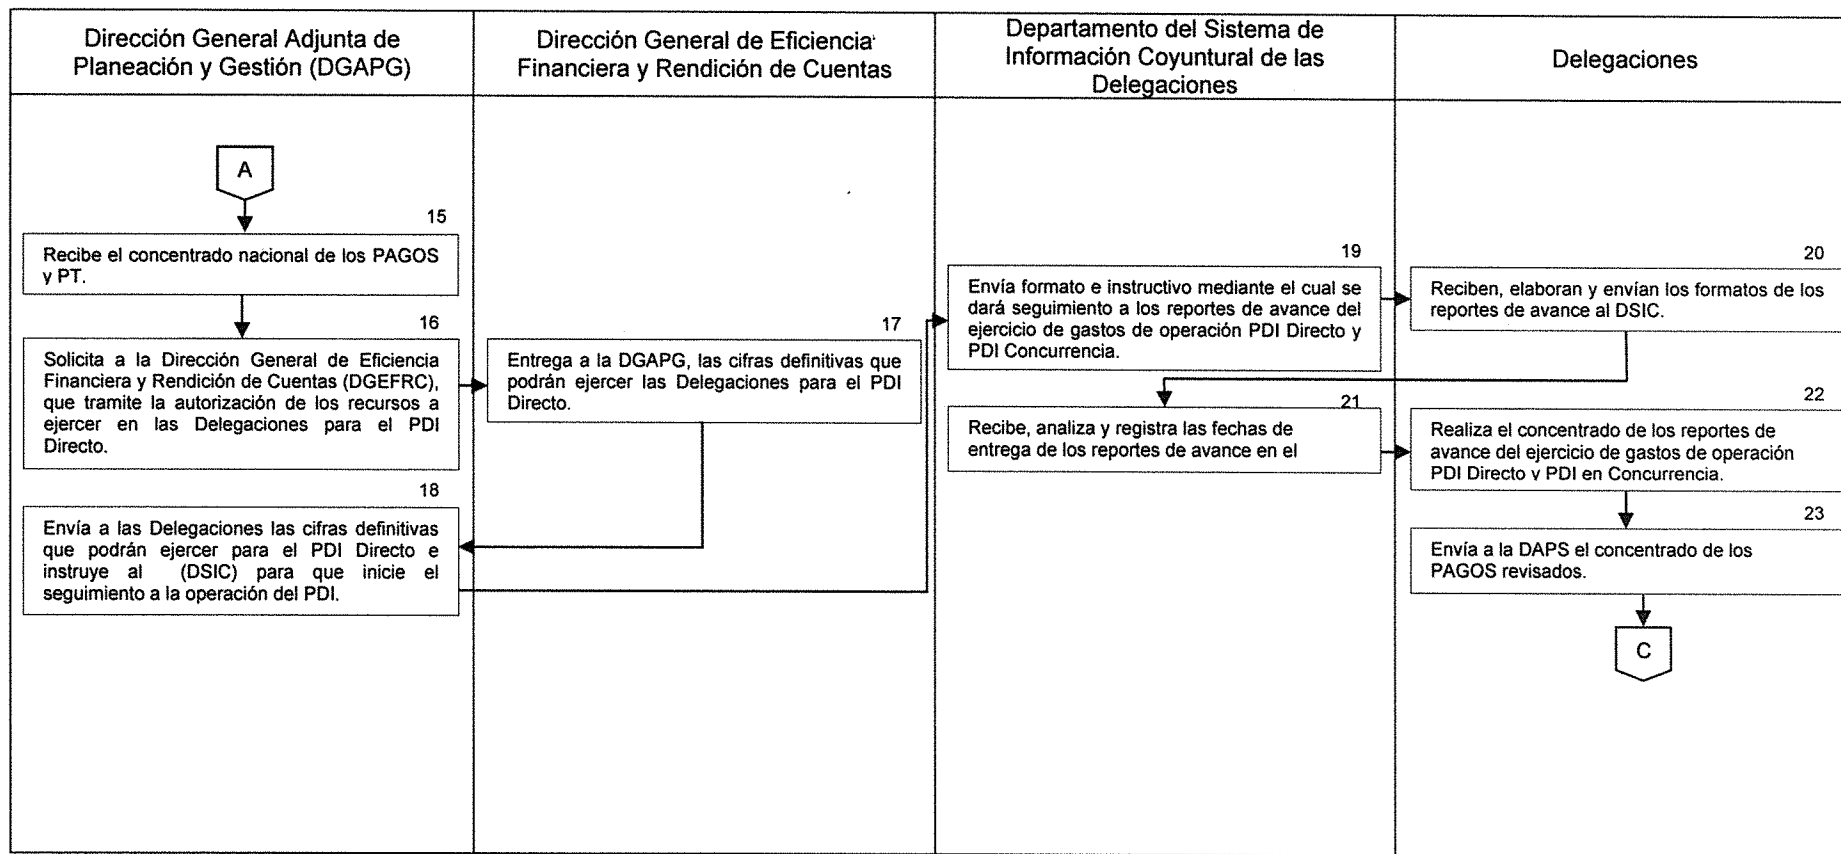 Dirección General Adjunta de
Planeación y Gestión (DGAPG)
Dirección General de Eficiencia
Financiera y Rendición de Cuentas
Departamento del Sistema de
Información Coyuntural de las
Delegaciones
Delegaciones
A
15
Recibe el concentrado nacional de los PAGOS
y PT.
16
Solicita a la Dirección General de Eficiencia
Financiera y Rendición de Cuentas (DGEFRC),
que tramite la autorización de los recursos a
ejercer en las Delegaciones para el PDI
Directo.
17
Entrega a la DGAPG, las cifras definitivas que
podrán ejercer las Delegaciones para el PDI
Directo.
18
Envía a las Delegaciones las cifras definitivas
que podrán ejercer para el PDI Directo e
instruye al (DSIC) para que inicie el
seguimiento a la operación del PDI.
19
Envía formato e instructivo mediante el cual se
dará seguimiento a los reportes de avance del
ejercicio de gastos de operación PDI Directo y
PDI Concurrencia.
20
Reciben, elaboran y envían los formatos de los
reportes de avance al DSIC.
21
Recibe, analiza y registra las fechas de
entrega de los reportes de avance en el
22
Realiza el concentrado de los reportes de
avance del ejercicio de gastos de operación
PDI Directo y PDI en Concurrencia.
23
Envía a la DAPS el concentrado de los
PAGOS revisados.
C